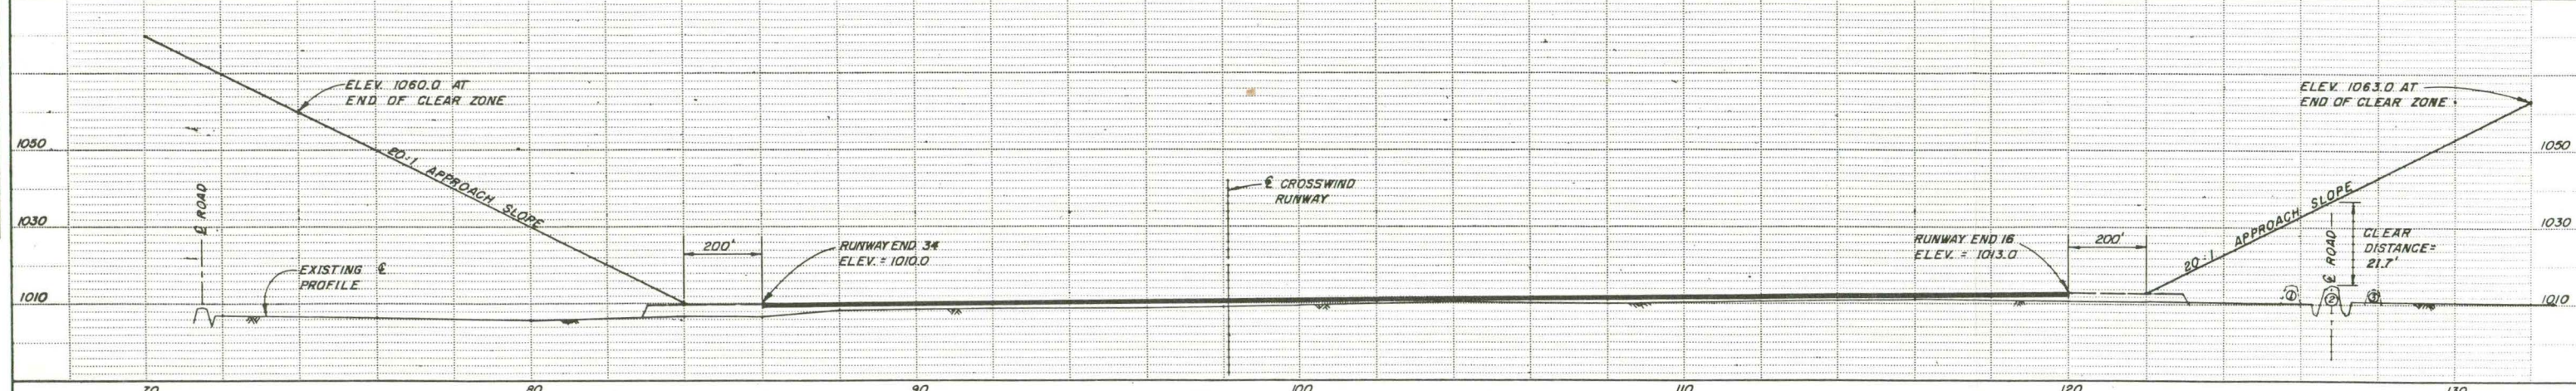 ELEV. 1060.0 AT
END OF CLEAR ZONE
ELEV. 1063.0 AT
END OF CLEAR ZONE
1050
1050
20:1 APPROACH SLOPE
℄ ROAD
℄ CROSSWIND
RUNWAY
20:1 APPROACH SLOPE
1030
1030
200'
RUNWAY END 34
ELEV. = 1010.0
RUNWAY END 16
ELEV. = 1013.0
200'
℄ ROAD
CLEAR
DISTANCE=
21.7'
EXISTING ℄
PROFILE
1010
① ② ③
1010
70 80 90 100 110 120 130